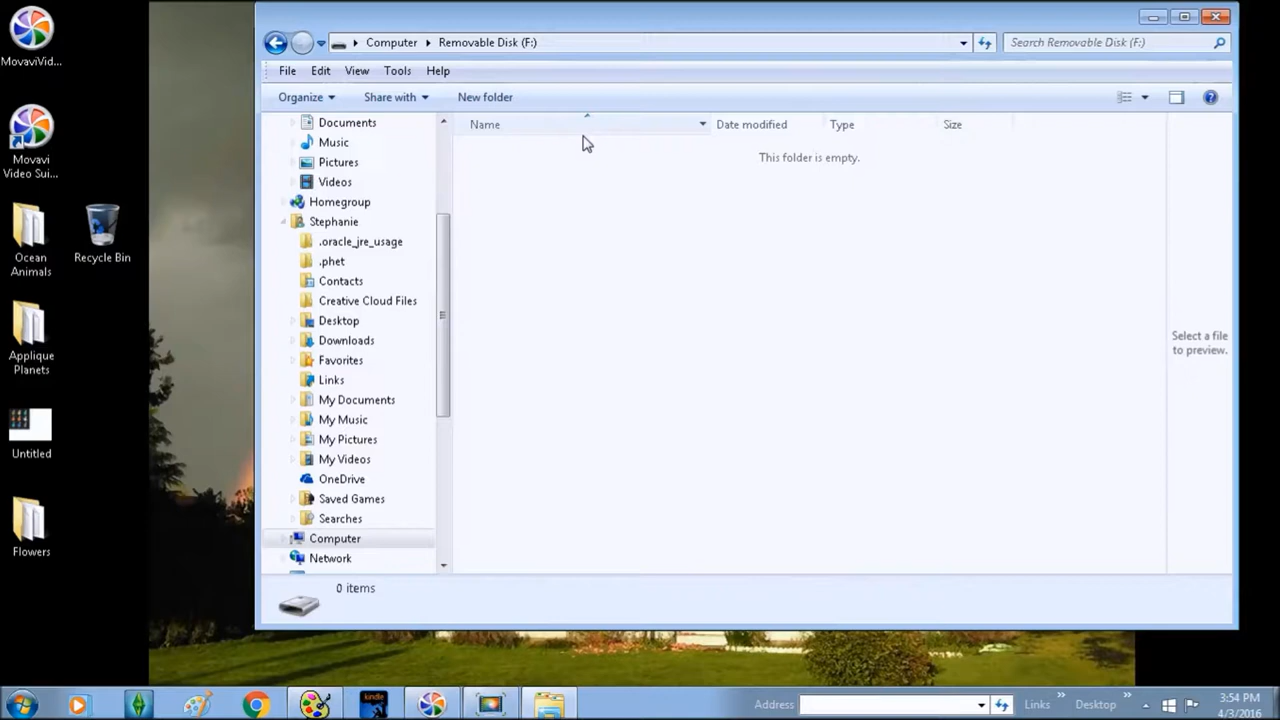 MovaviVid...
Movavi
Video Sui...
Ocean
Animals
Recycle Bin
Applique
Planets
Untitled
Flowers
Computer
Removable Disk (F:)
Search Removable Disk (F:)
File Edit View Tools Help
Organize Share with New folder
Name Date modified Type Size
This folder is empty.
Documents
Music
Pictures
Videos
Homegroup
Stephanie
.oracle_jre_usage
.phet
Contacts
Creative Cloud Files
Desktop
Downloads
Favorites
Links
My Documents
My Music
My Pictures
My Videos
OneDrive
Saved Games
Searches
Computer
Network
Select a file
to preview.
0 items
kindle
Address
Links
Desktop
3:54 PM
4/3/2016